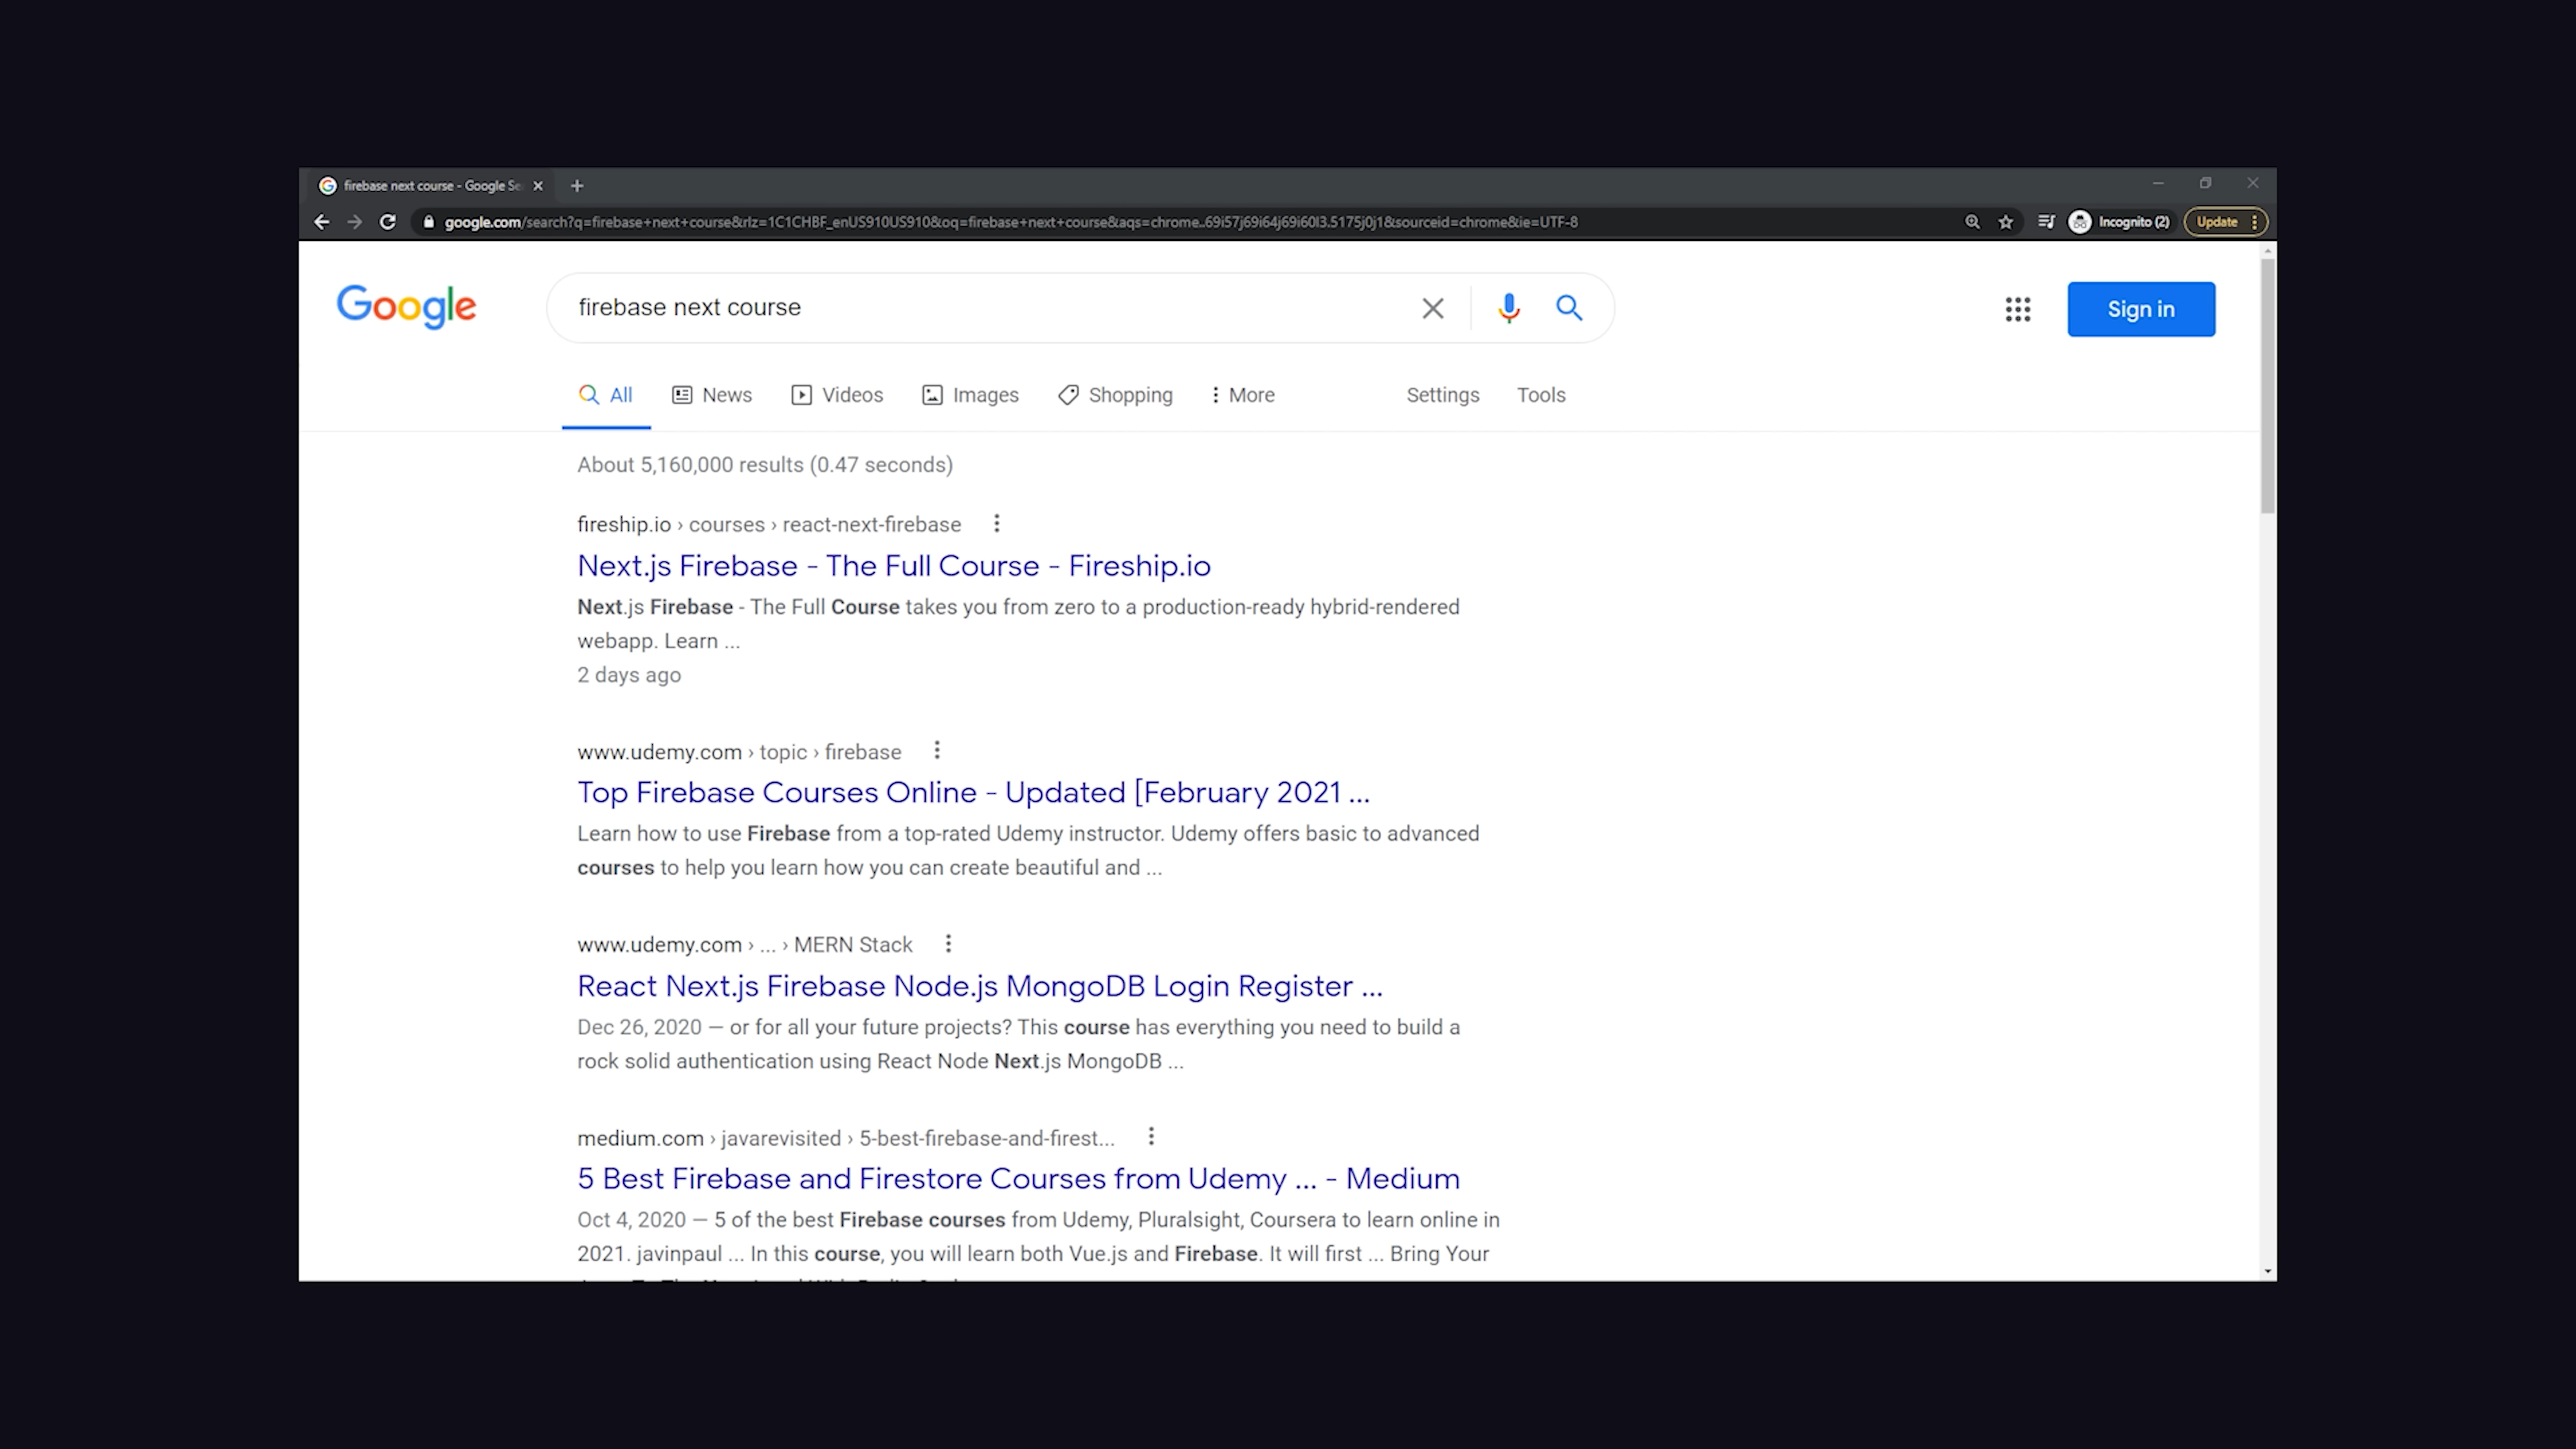 firebase next course - Google Se
google.com/search?q=firebase+next+course&rlz=1C1CHBF_enUS910US910&oq=firebase+next+course&aqs=chrome..69i57j69i64j69i60l3.5175j0j1&sourceid=chrome&ie=UTF-8
Incognito (2)
Update
Google
firebase next course
Sign in
All
News
Videos
Images
Shopping
More
Settings
Tools
About 5,160,000 results (0.47 seconds)
fireship.io › courses › react-next-firebase
Next.js Firebase - The Full Course - Fireship.io
Next.js Firebase - The Full Course takes you from zero to a production-ready hybrid-rendered
webapp. Learn ...
2 days ago
www.udemy.com › topic › firebase
Top Firebase Courses Online - Updated [February 2021 ...
Learn how to use Firebase from a top-rated Udemy instructor. Udemy offers basic to advanced
courses to help you learn how you can create beautiful and ...
www.udemy.com › ... › MERN Stack
React Next.js Firebase Node.js MongoDB Login Register ...
Dec 26, 2020 — or for all your future projects? This course has everything you need to build a
rock solid authentication using React Node Next.js MongoDB ...
medium.com › javarevisited › 5-best-firebase-and-firest...
5 Best Firebase and Firestore Courses from Udemy ... - Medium
Oct 4, 2020 — 5 of the best Firebase courses from Udemy, Pluralsight, Coursera to learn online in
2021. javinpaul ... In this course, you will learn both Vue.js and Firebase. It will first ... Bring Your